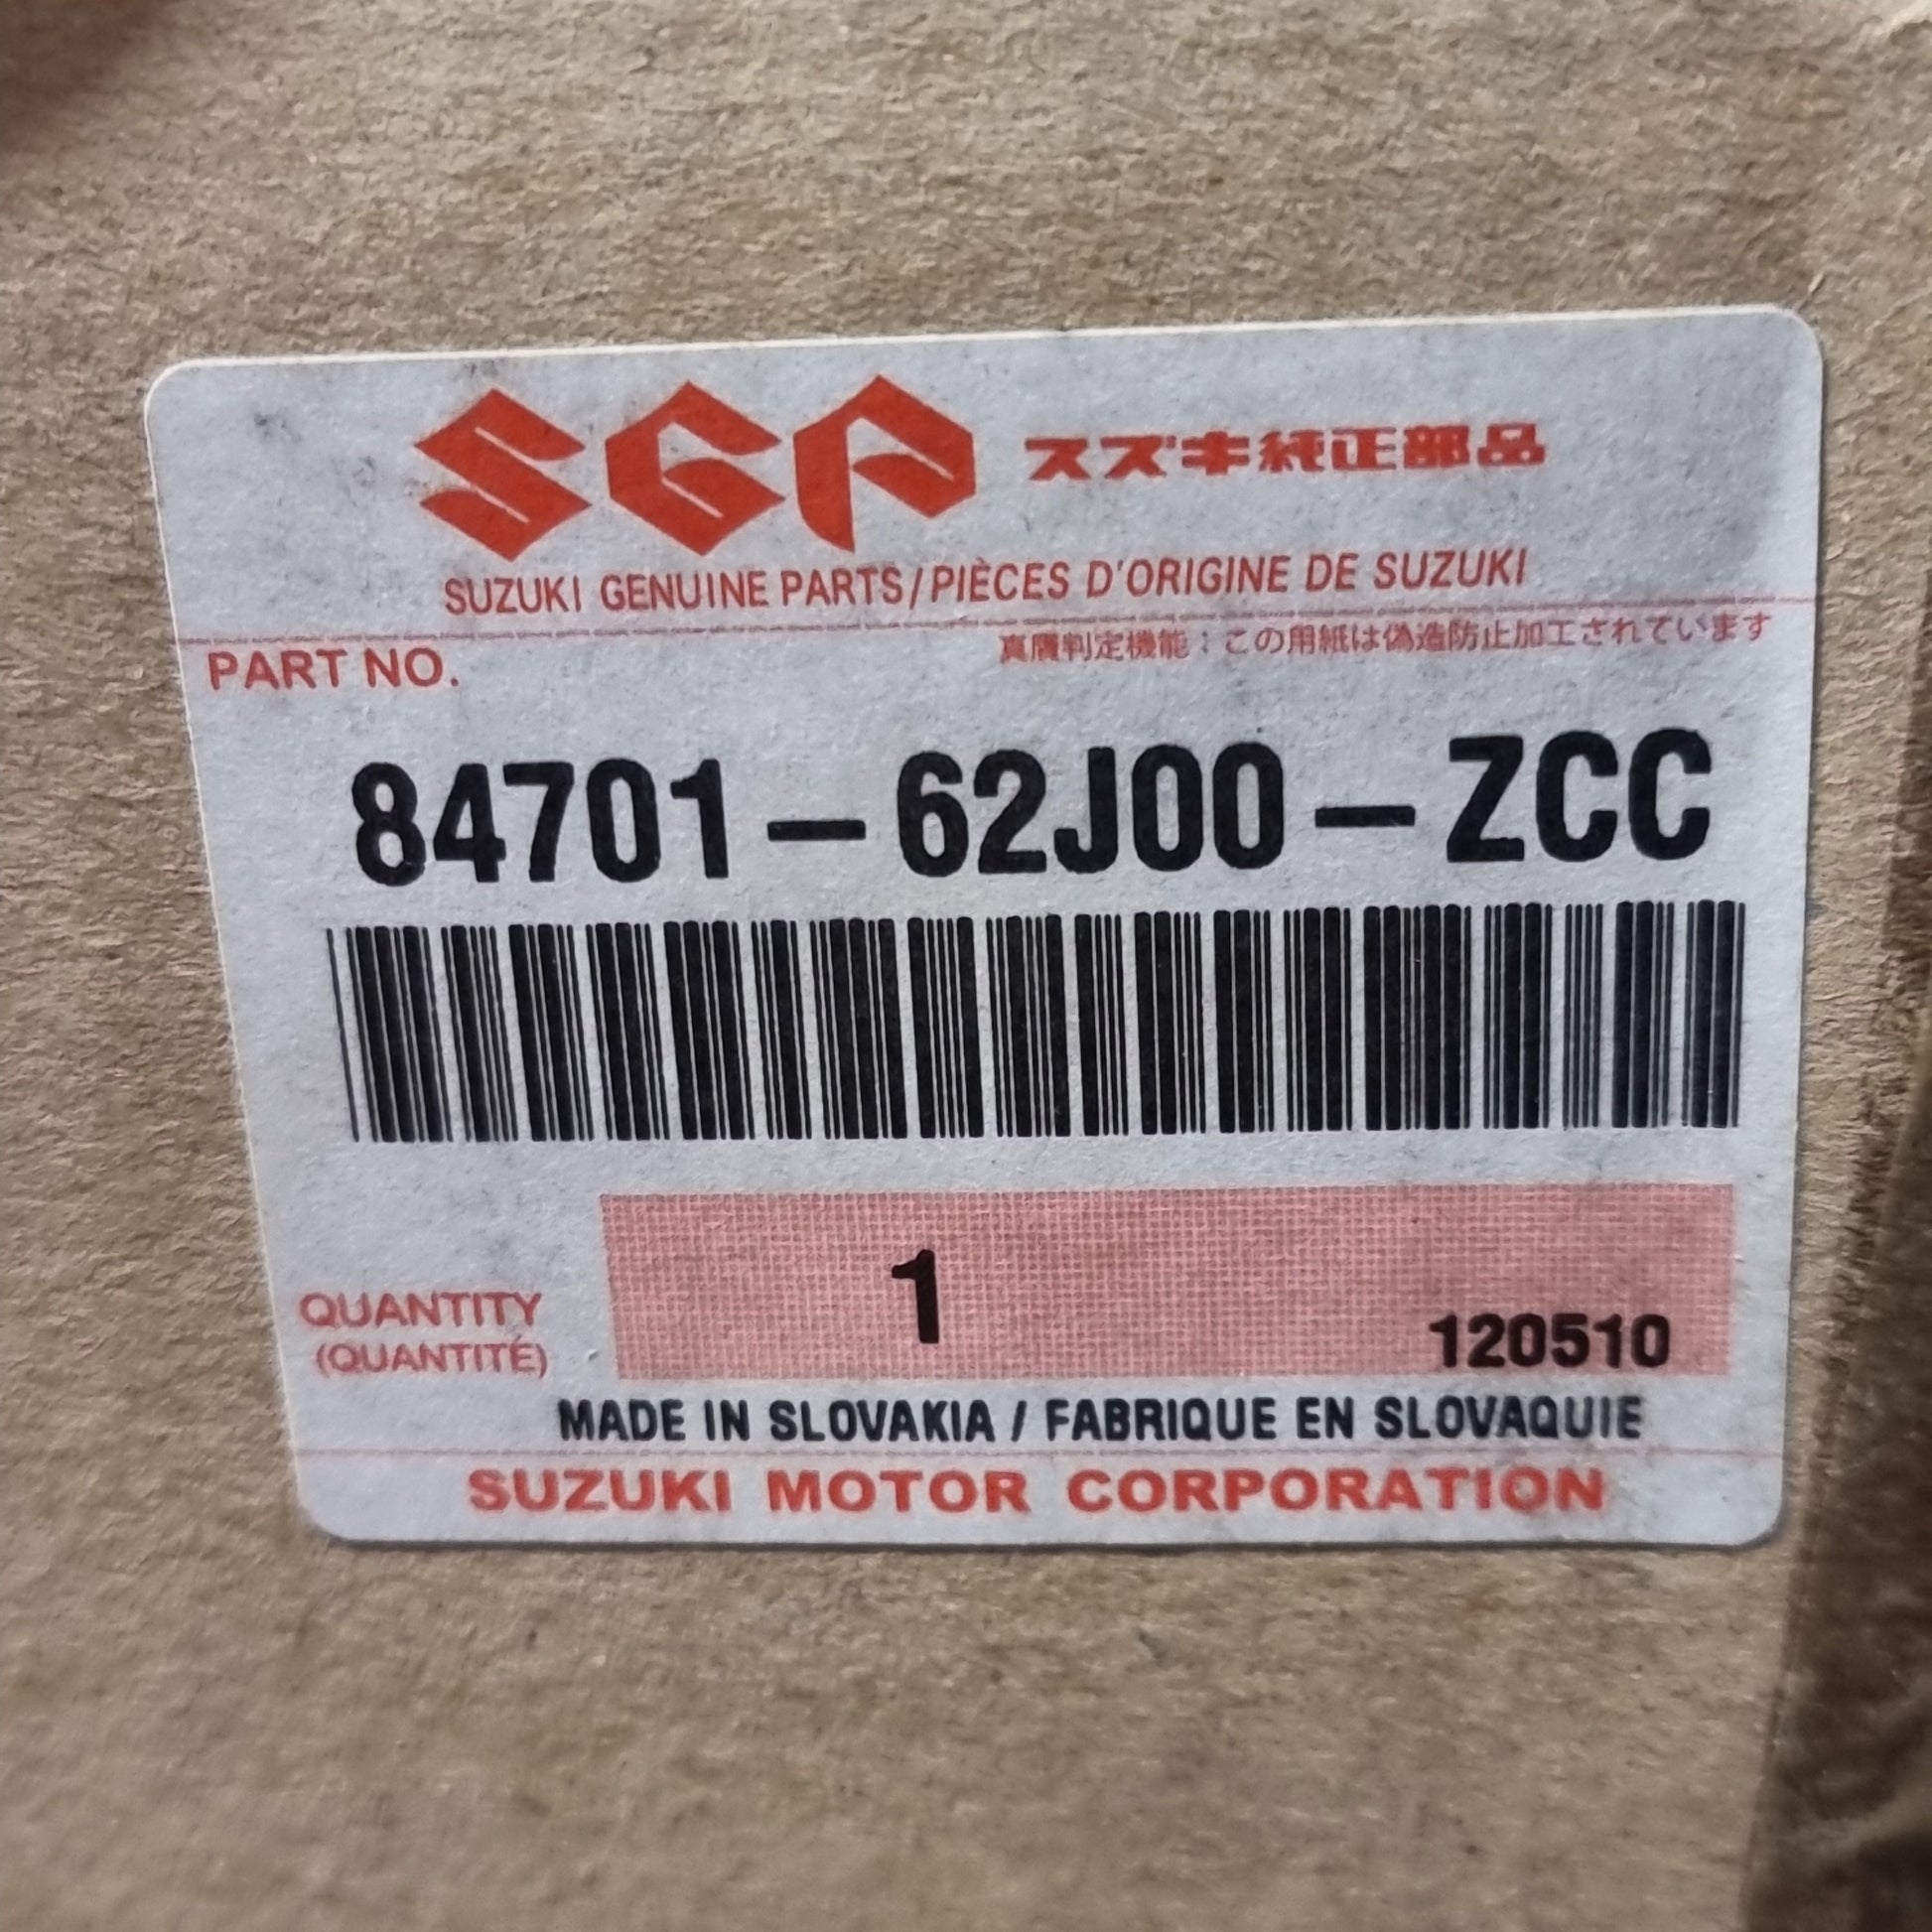 SGP スズキ純正部品
SUZUKI GENUINE PARTS/PIÈCES D'ORIGINE DE SUZUKI
真贋判定機能：この用紙は偽造防止加工されています
PART NO.
84701-62J00-ZCC
1
QUANTITY
(QUANTITÉ)
120510
MADE IN SLOVAKIA / FABRIQUE EN SLOVAQUIE
SUZUKI MOTOR CORPORATION